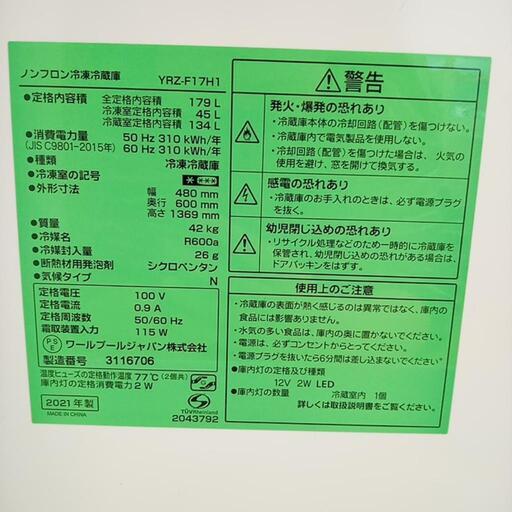 ノンフロン冷凍冷蔵庫 YRZ-F17H1
●定格内容積 全定格内容積 179 L
冷凍室定格内容積 45 L
冷蔵室定格内容積 134 L
●消費電力量 50 Hz 310 kWh/年
(JIS C9801-2015年) 60 Hz 310 kWh/年
●種類 冷凍冷蔵庫
●冷凍室の記号
●外形寸法 幅 480 mm
奥行 600 mm
高さ 1369 mm
●質量 42 kg
●冷媒名 R600a
●冷媒封入量 26 g
●断熱材用発泡剤 シクロペンタン
●気候タイプ N
定格電圧 100 V
定格電流 0.9 A
定格周波数 50/60 Hz
霜取装置入力 115 W
PSE ワールプールジャパン株式会社
製造番号 3116706
温度ヒューズの定格動作温度 77℃(2個共)
庫内灯の定格消費電力 2 W
2021年製
MADE IN CHINA
TÜVRheinland
2043792
警告
発火・爆発の恐れあり
・冷蔵庫本体の冷却回路(配管)を傷つけない。
・冷蔵庫内で電気製品を使用しない。
・冷却回路(配管)を傷つけた場合は、火気の
使用を避け、窓を開けて換気する。
感電の恐れあり
・冷蔵庫のお手入れのときは、必ず電源プラグ
を抜く。
幼児閉じ込めの恐れあり
・リサイクル処理などのため一時的に冷蔵庫
を保管され、幼児閉じ込めが懸念される場合は、
ドアパッキンをはずす。
使用上のご注意
・冷蔵庫の表面が熱く感じるのは異常ではなく、庫内の
食品には影響ありません。
・水気の多い食品は、庫内の奥に置かないでください。
・電源は、必ずコンセントからとってください。
・電源プラグを抜いたら6分間は差し込まないでください。
●庫内灯の定格及び種類
12V 2W LED
●庫内灯の数量 冷蔵室内 1個
詳しくは取扱説明書をご覧ください。